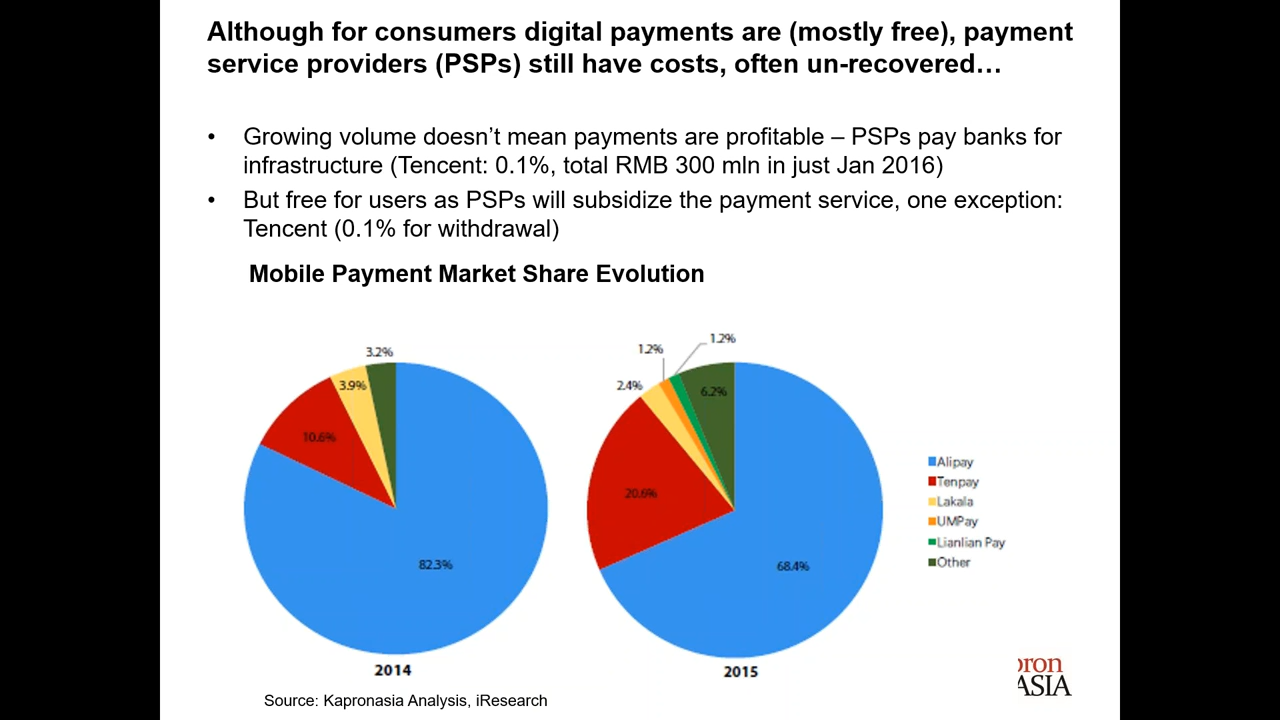 Although for consumers digital payments are (mostly free), payment
service providers (PSPs) still have costs, often un-recovered…
• Growing volume doesn’t mean payments are profitable – PSPs pay banks for
infrastructure (Tencent: 0.1%, total RMB 300 mln in just Jan 2016)
• But free for users as PSPs will subsidize the payment service, one exception:
Tencent (0.1% for withdrawal)
Mobile Payment Market Share Evolution
3.2%
3.9%
10.6%
82.3%
2014
1.2%
1.2%
2.4%
6.2%
20.6%
68.4%
2015
Alipay
Tenpay
Lakala
UMPay
Lianlian Pay
Other
Source: Kapronasia Analysis, iResearch
pron
ASIA